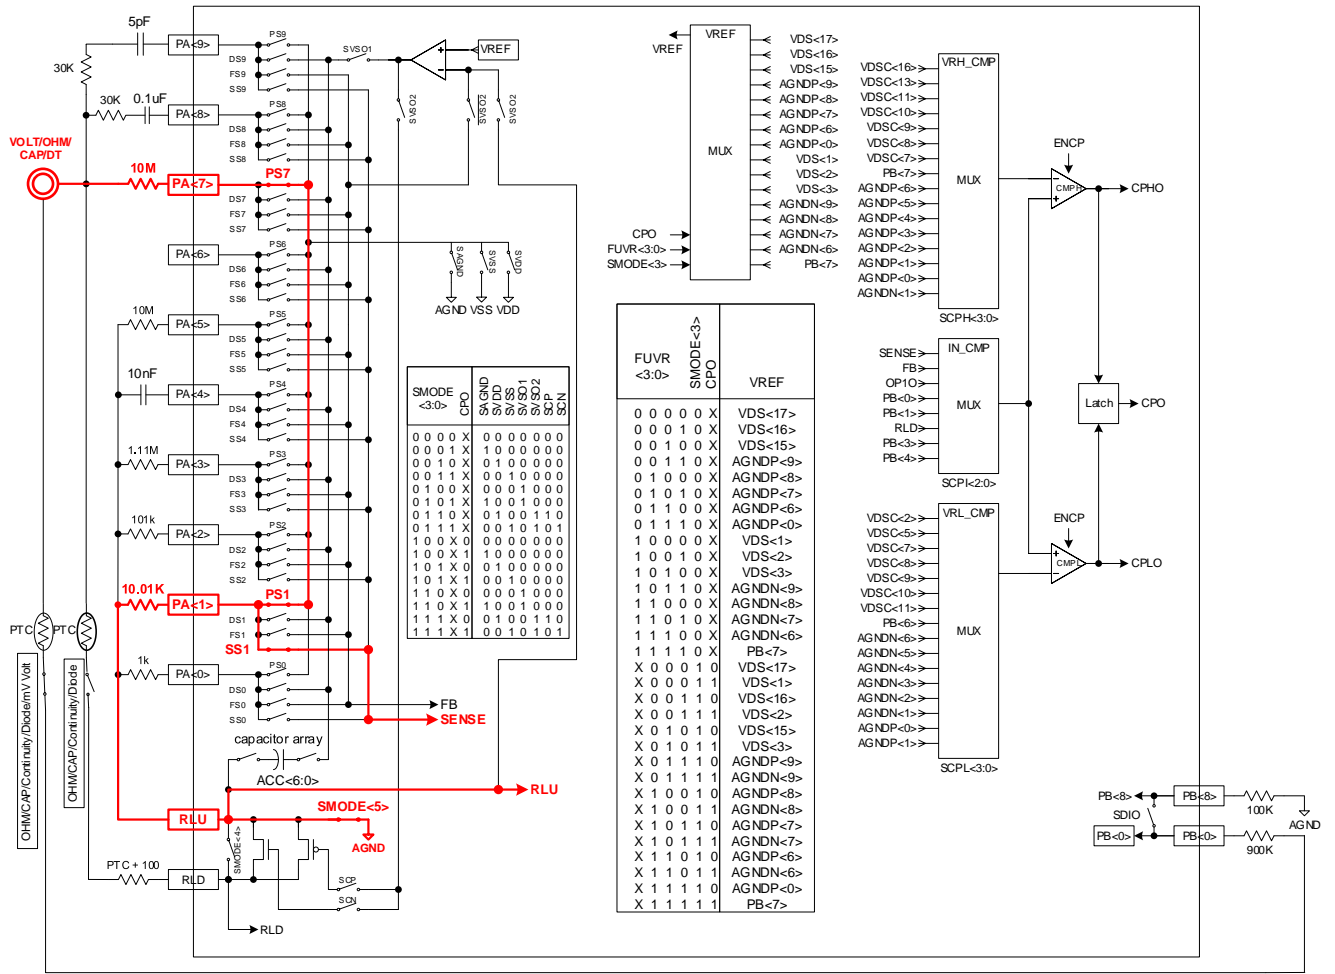 5pF
PA<9>
30K
30K
0.1uF
PA<8>
VOLT/OHM/
CAP/DT
10M
PA<7>
PA<6>
10M
PA<5>
10nF
PA<4>
1.11M
PA<3>
101k
PA<2>
10.01K
PA<1>
1k
PA<0>
PTC
PTC
OHM/CAP/Continuity/Diode/mV Volt
OHM/CAP/Continuity/Diode
RLU
PTC + 100
RLD
PS9
DS9
FS9
SS9
PS8
DS8
FS8
SS8
PS7
DS7
FS7
SS7
PS6
DS6
FS6
SS6
PS5
DS5
FS5
SS5
PS4
DS4
FS4
SS4
PS3
DS3
FS3
SS3
PS2
DS2
FS2
SS2
PS1
DS1
FS1
SS1
PS0
DS0
FS0
SS0
SVSO1
VREF
SVSO2
SVSO2
SVSO2
SAGND
SVSS
SVDD
AGND VSS VDD
FB
SENSE
capacitor array
ACC<6:0>
RLU
SMODE<5>
AGND
SMODE<4>
SCP
SCN
RLD
SMODE
<3:0>
CPO
SAGND
SVDD
SVSS
SVSO1
SVSO2
SCP
SCN
0 0 0 0 X 0 0 0 0 0 0 0
0 0 0 1 X 1 0 0 0 0 0 0
0 0 1 0 X 0 1 0 0 0 0 0
0 0 1 1 X 0 0 1 0 0 0 0
0 1 0 0 X 0 0 0 1 0 0 0
0 1 0 1 X 1 0 0 1 0 0 0
0 1 1 0 X 0 0 0 0 1 1 0
0 1 1 1 X 0 0 0 0 1 0 1
1 0 0 X 0 0 0 0 0 0 0 0
1 0 0 X 1 1 0 0 0 0 0 0
1 0 1 X 0 0 1 0 0 0 0 0
1 0 1 X 1 0 0 1 0 0 0 0
1 1 0 X 0 0 0 0 1 0 0 0
1 1 0 X 1 1 0 0 1 0 0 0
1 1 1 X 0 0 1 0 0 1 1 0
1 1 1 X 1 0 0 1 0 1 0 1
VREF
VREF
MUX
VDS<17>
VDS<16>
VDS<15>
AGNDP<9>
AGNDP<8>
AGNDP<7>
AGNDP<6>
AGNDP<0>
VDS<1>
VDS<2>
VDS<3>
AGNDN<9>
AGNDN<8>
AGNDN<7>
AGNDN<6>
PB<7>
CPO
FUVR<3:0>
SMODE<3>
FUVR
<3:0>
SMODE<3>
CPO
VREF
0 0 0 0 0 X VDS<17>
0 0 0 1 0 X VDS<16>
0 0 1 0 0 X VDS<15>
0 0 1 1 0 X AGNDP<9>
0 1 0 0 0 X AGNDP<8>
0 1 0 1 0 X AGNDP<7>
0 1 1 0 0 X AGNDP<6>
0 1 1 1 0 X AGNDP<0>
1 0 0 0 0 X VDS<1>
1 0 0 1 0 X VDS<2>
1 0 1 0 0 X VDS<3>
1 0 1 1 0 X AGNDN<9>
1 1 0 0 0 X AGNDN<8>
1 1 0 1 0 X AGNDN<7>
1 1 1 0 0 X AGNDN<6>
1 1 1 1 0 X PB<7>
X 0 0 0 1 0 VDS<17>
X 0 0 0 1 1 VDS<1>
X 0 0 1 1 0 VDS<16>
X 0 0 1 1 1 VDS<2>
X 0 1 0 1 0 VDS<15>
X 0 1 0 1 1 VDS<3>
X 0 1 1 1 0 AGNDP<9>
X 0 1 1 1 1 AGNDN<9>
X 1 0 0 1 0 AGNDP<8>
X 1 0 0 1 1 AGNDN<8>
X 1 0 1 1 0 AGNDP<7>
X 1 0 1 1 1 AGNDN<7>
X 1 1 0 1 0 AGNDP<6>
X 1 1 0 1 1 AGNDN<6>
X 1 1 1 1 0 AGNDP<0>
X 1 1 1 1 1 PB<7>
VRH_CMP
VDSC<16>
VDSC<13>
VDSC<11>
VDSC<10>
VDSC<9>
VDSC<8>
VDSC<7>
PB<7>
AGNDP<6>
AGNDP<5>
AGNDP<4>
AGNDP<3>
AGNDP<2>
AGNDP<1>
AGNDP<0>
AGNDN<1>
MUX
SCPH<3:0>
IN_CMP
SENSE
FB
OP1O
PB<0>
PB<1>
RLD
PB<3>
PB<4>
MUX
SCPI<2:0>
VRL_CMP
VDSC<2>
VDSC<5>
VDSC<7>
VDSC<8>
VDSC<9>
VDSC<10>
VDSC<11>
PB<6>
AGNDN<6>
AGNDN<5>
AGNDN<4>
AGNDN<3>
AGNDN<2>
AGNDN<1>
AGNDP<0>
AGNDP<1>
MUX
SCPL<3:0>
ENCP
CMPH
CPHO
Latch
CPO
ENCP
CMPL
CPLO
PB<8>
PB<8>
100K
AGND
SDIO
PB<0>
PB<0>
900K